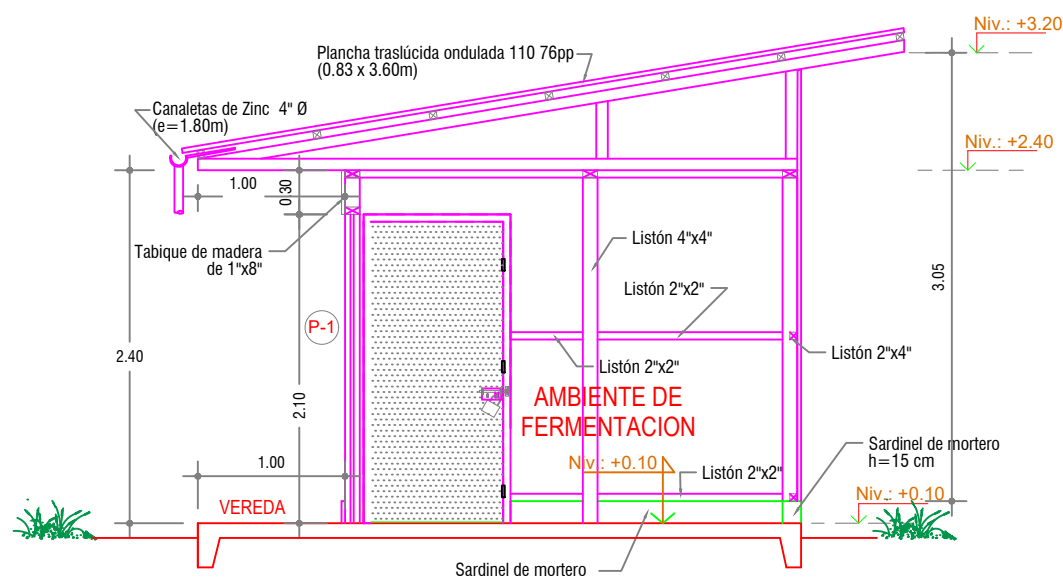 Niv.: +3.20
Plancha traslúcida ondulada 110 76pp
(0.83 x 3.60m)
Canaletas de Zinc 4" Ø
(e=1.80m)
Niv.: +2.40
1.00
0.30
Tabique de madera
de 1"x8"
Listón 4"x4"
Listón 2"x2"
3.05
P-1
2.40
Listón 2"x2"
Listón 2"x4"
2.10
AMBIENTE DE
FERMENTACION
Sardinel de mortero
h=15 cm
1.00
Niv.: +0.10
Listón 2"x2"
Niv.: +0.10
VEREDA
Sardinel de mortero